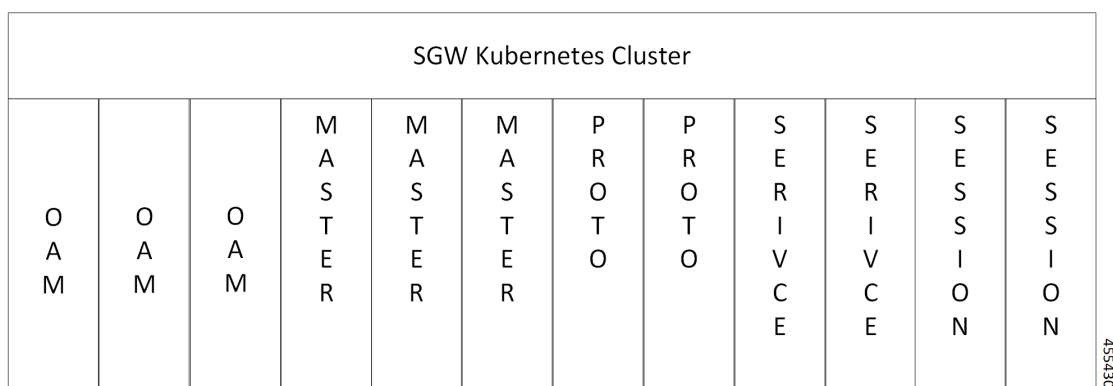 SGW Kubernetes Cluster
OAM
OAM
OAM
MASTER
MASTER
MASTER
PROTO
PROTO
SERIVCE
SERIVCE
SESSION
SESSION
455430